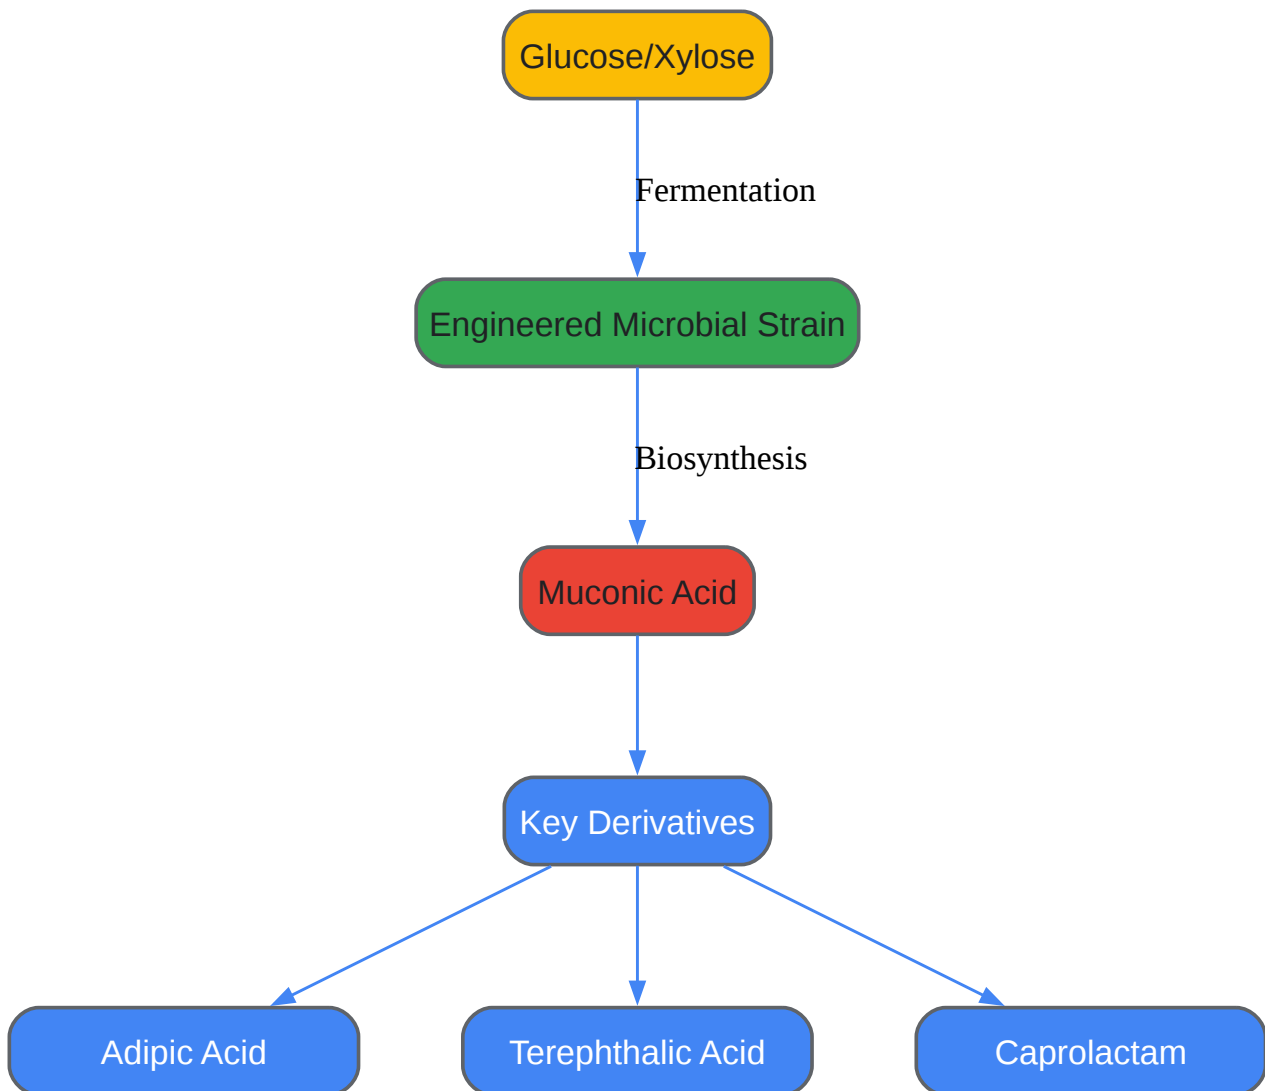 Glucose/Xylose
Fermentation
Engineered Microbial Strain
Biosynthesis
Muconic Acid
Key Derivatives
Adipic Acid
Terephthalic Acid
Caprolactam